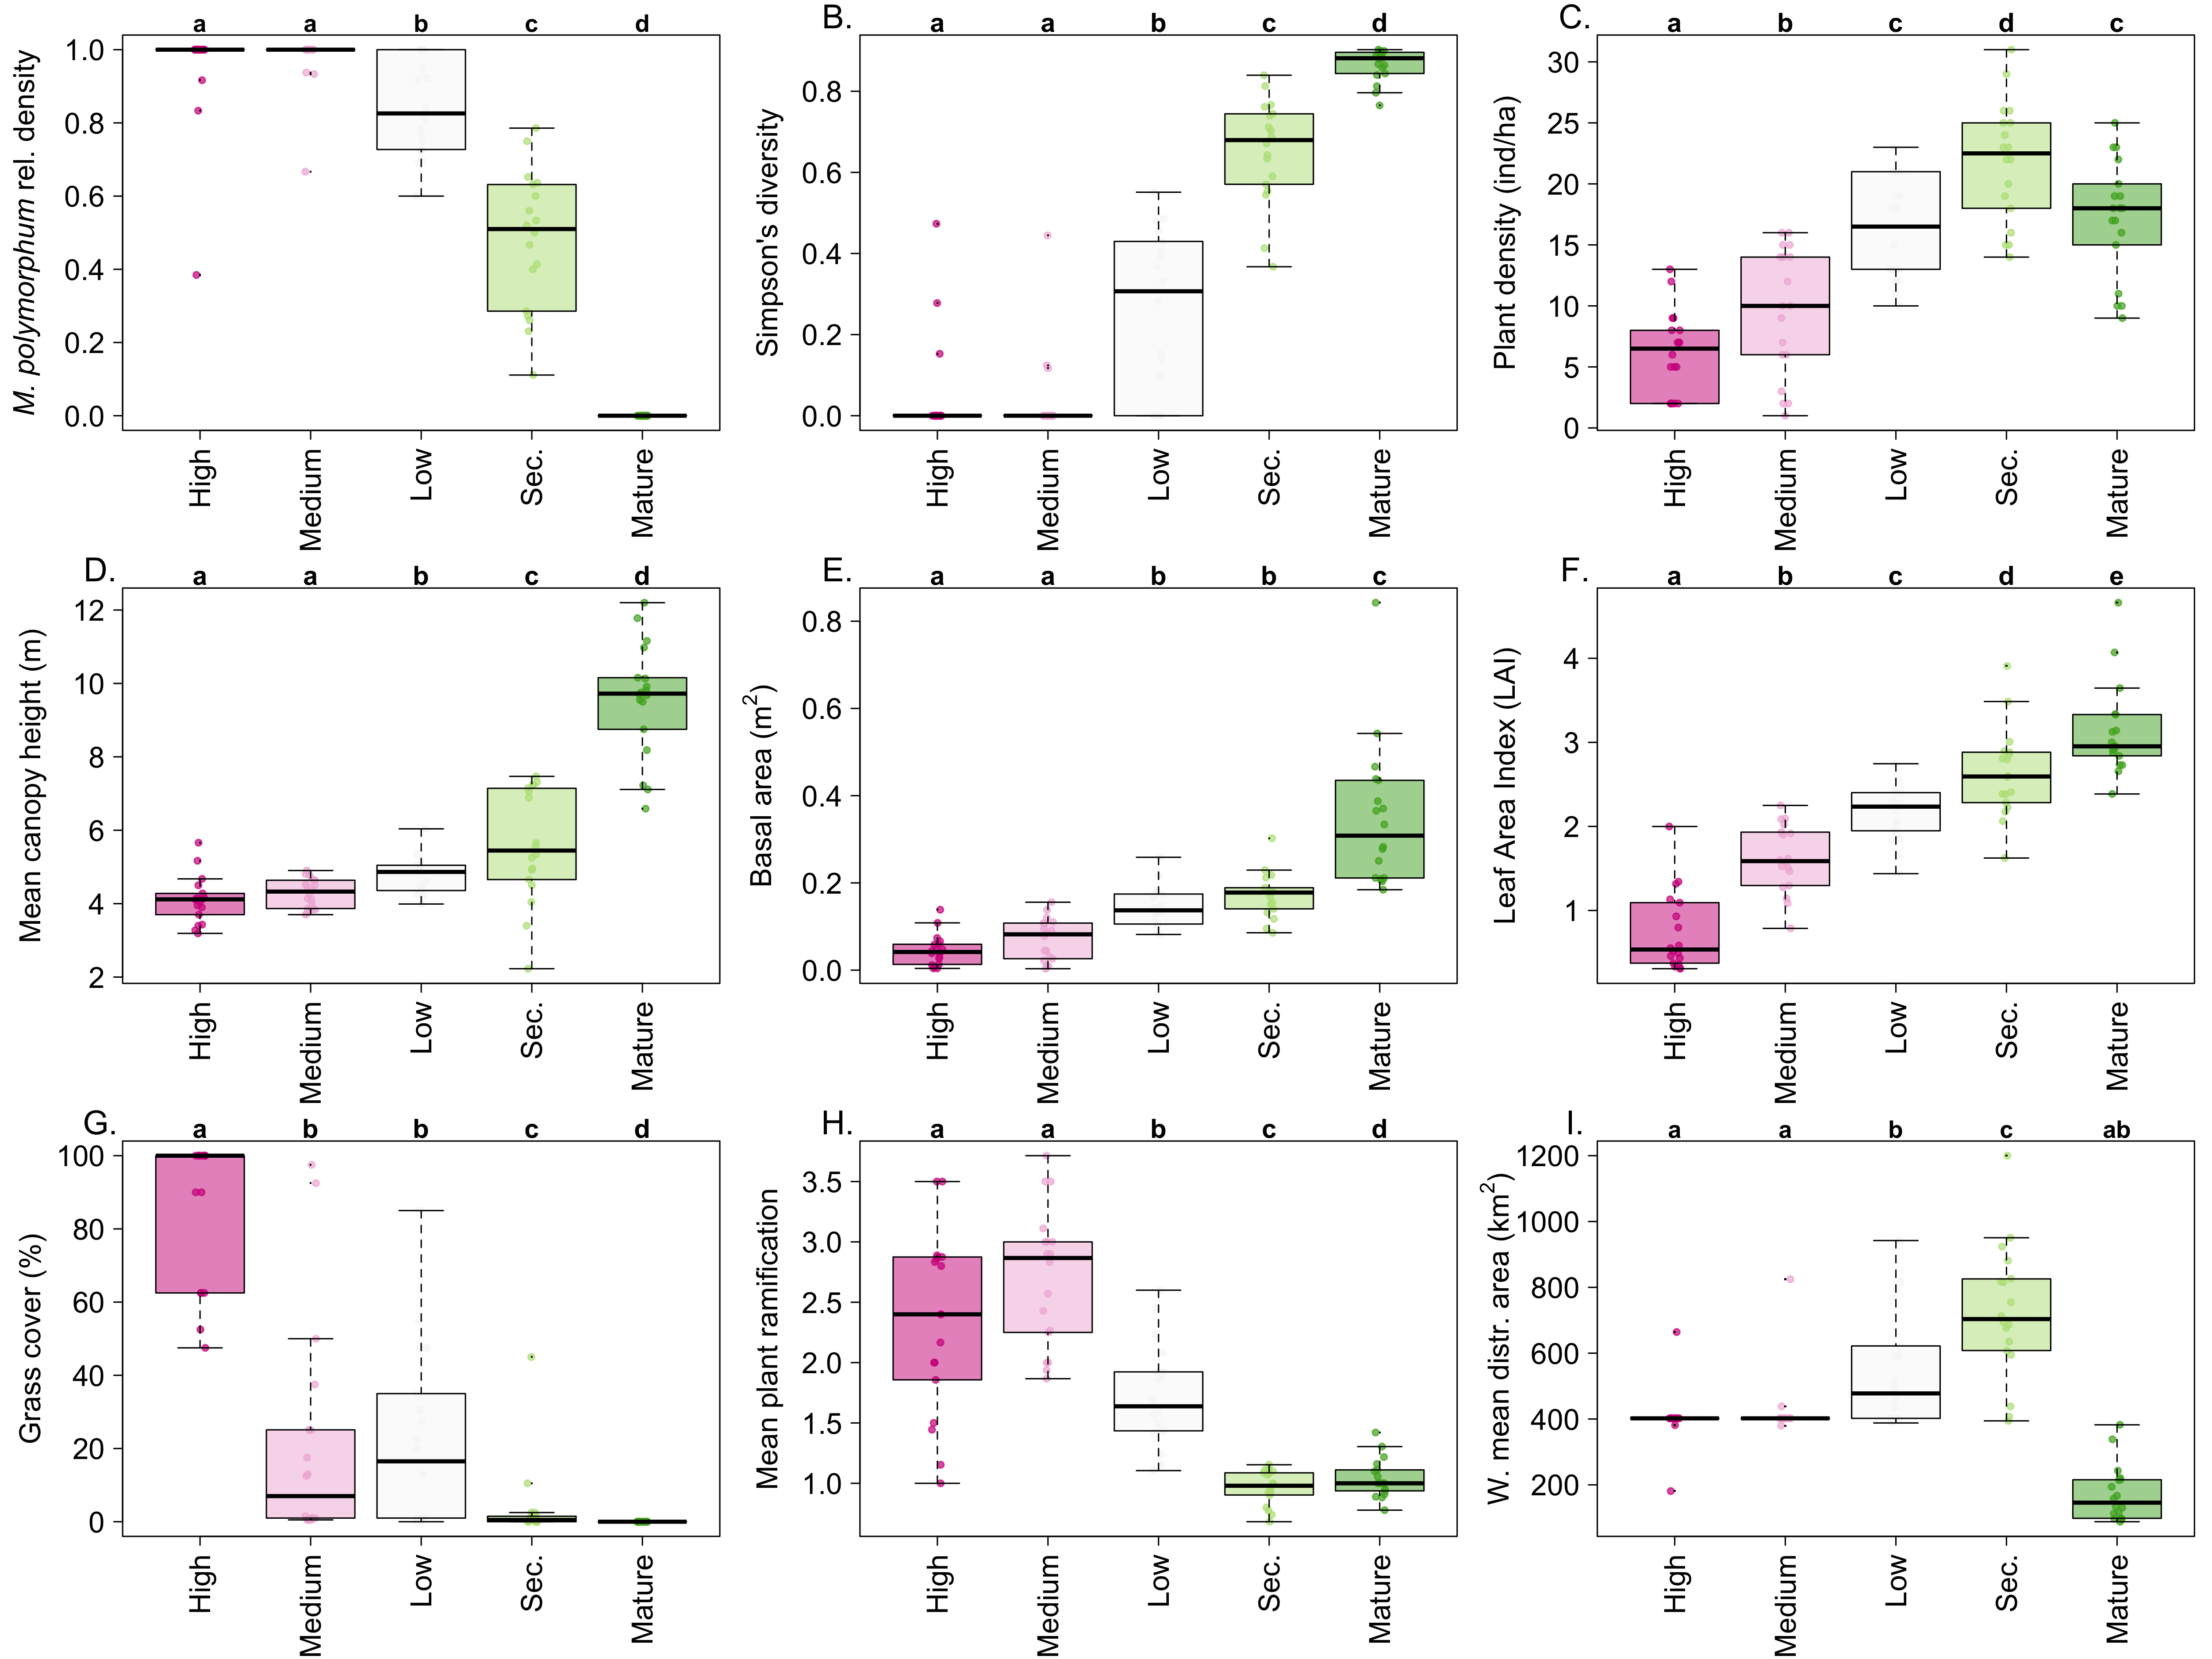 a a b c d
1.0
0.8
0.6
0.4
0.2
0.0
M. polymorphum rel. density
High Medium Low Sec. Mature
B.
a a b c d
0.8
0.6
0.4
0.2
0.0
Simpson's diversity
High Medium Low Sec. Mature
C.
a b c d c
30
25
20
15
10
5
0
Plant density (ind/ha)
High Medium Low Sec. Mature
D.
a a b c d
12
10
8
6
4
2
Mean canopy height (m)
High Medium Low Sec. Mature
E.
a a b b c
0.8
0.6
0.4
0.2
0.0
Basal area (m²)
High Medium Low Sec. Mature
F.
a b c d e
4
3
2
1
Leaf Area Index (LAI)
High Medium Low Sec. Mature
G.
a b b c d
100
80
60
40
20
0
Grass cover (%)
High Medium Low Sec. Mature
H.
a a b c d
3.5
3.0
2.5
2.0
1.5
1.0
Mean plant ramification
High Medium Low Sec. Mature
I.
a a b c ab
1200
1000
800
600
400
200
W. mean distr. area (km²)
High Medium Low Sec. Mature